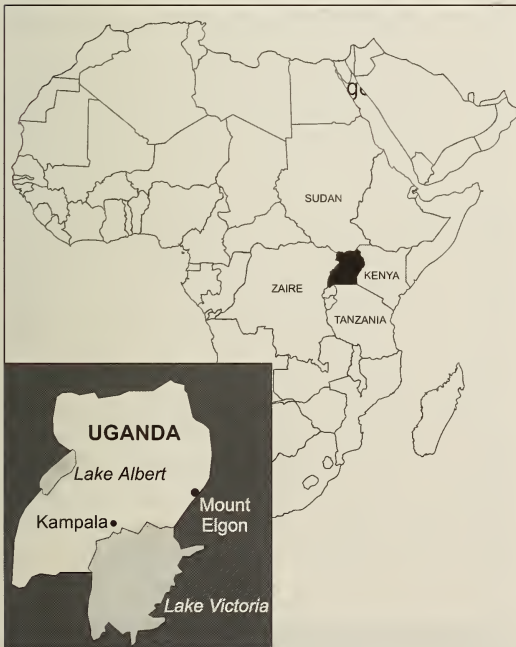 SUDAN
ZAIRE
KENYA
TANZANIA
UGANDA
Lake Albert
Kampala
Mount
Elgon
Lake Victoria